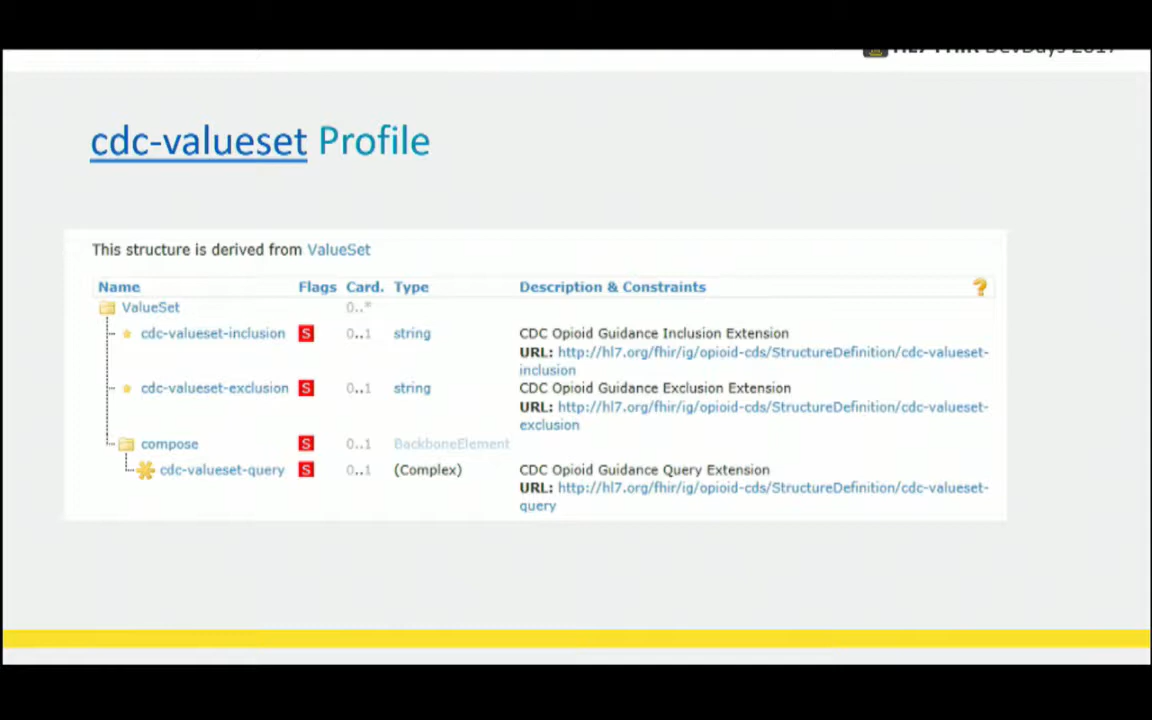 HL7 FHIR DevDays 2017
cdc-valueset Profile
This structure is derived from ValueSet
Name Flags Card. Type Description & Constraints ?
ValueSet 0..*
cdc-valueset-inclusion S 0..1 string CDC Opioid Guidance Inclusion Extension
URL: http://hl7.org/fhir/ig/opioid-cds/StructureDefinition/cdc-valueset-
inclusion
cdc-valueset-exclusion S 0..1 string CDC Opioid Guidance Exclusion Extension
URL: http://hl7.org/fhir/ig/opioid-cds/StructureDefinition/cdc-valueset-
exclusion
compose S 0..1 BackboneElement
cdc-valueset-query S 0..1 (Complex) CDC Opioid Guidance Query Extension
URL: http://hl7.org/fhir/ig/opioid-cds/StructureDefinition/cdc-valueset-
query